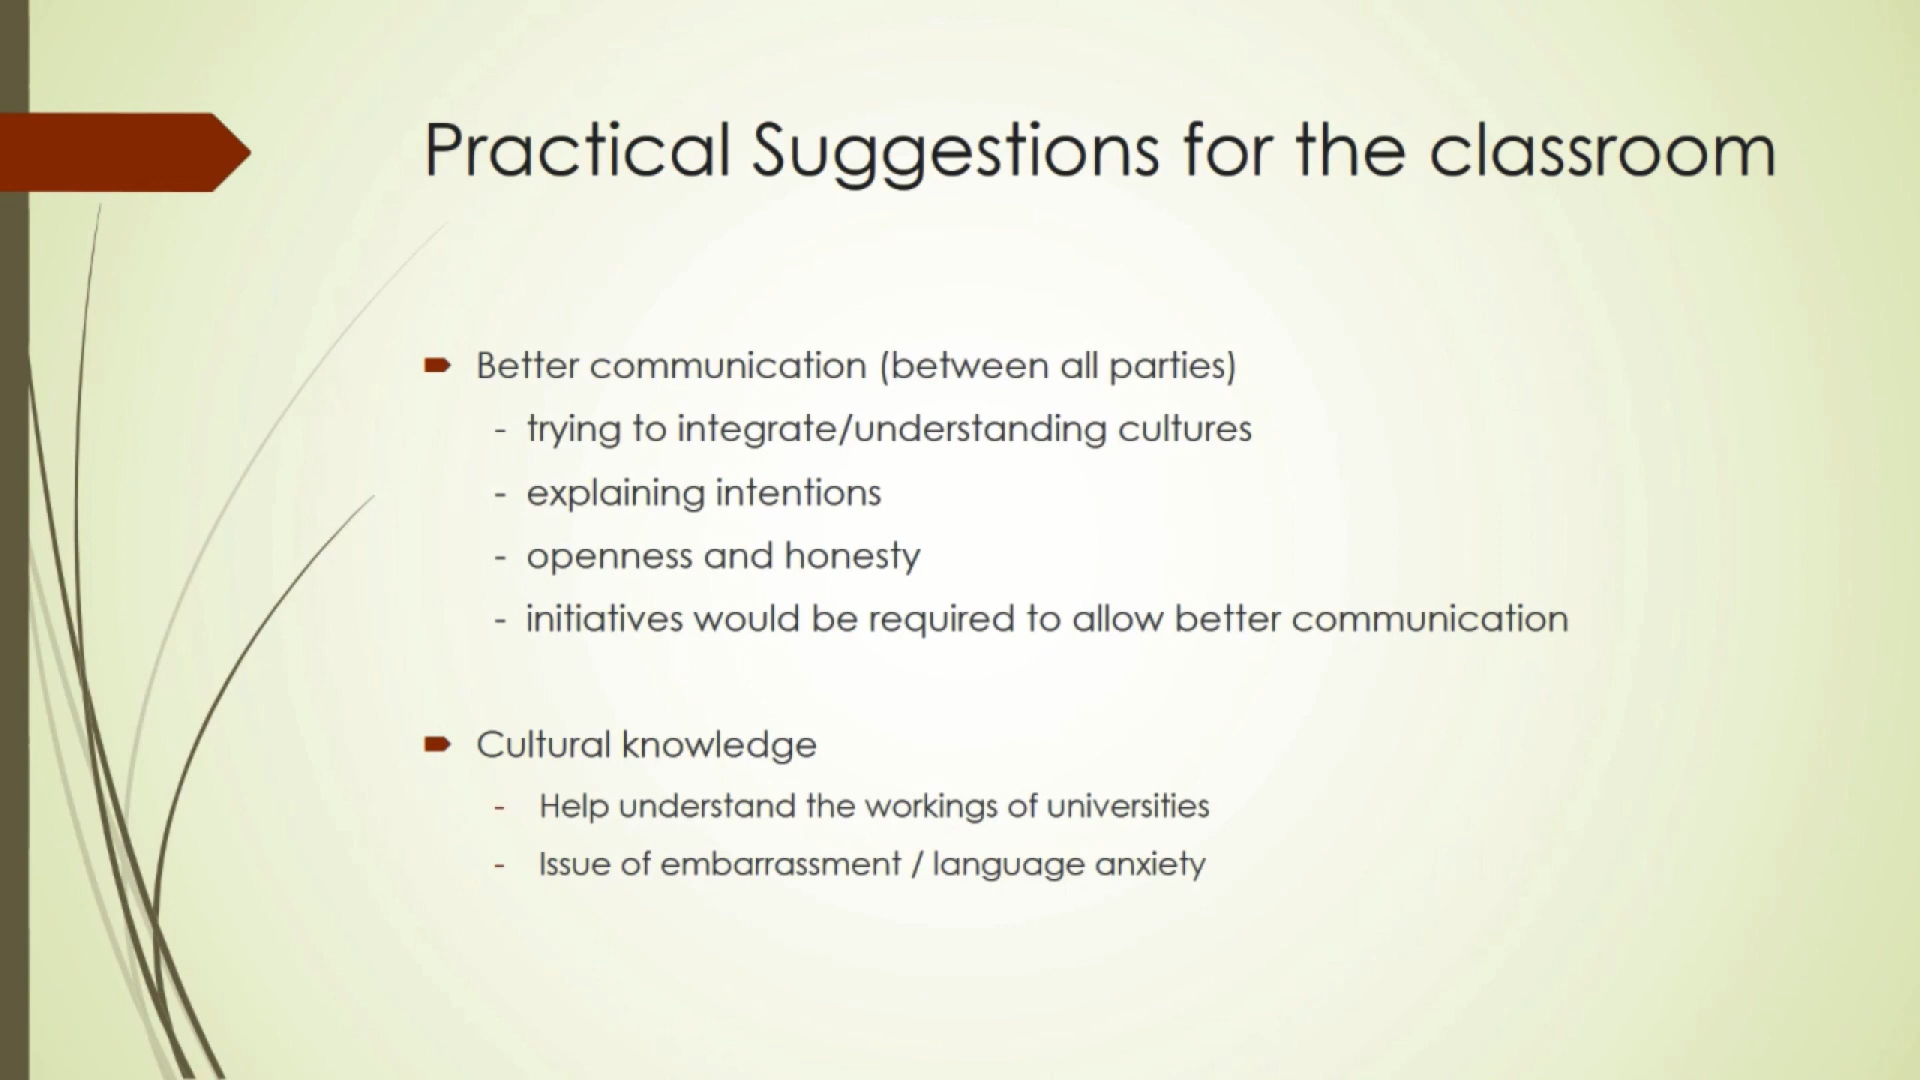 Practical Suggestions for the classroom
Better communication (between all parties)
- trying to integrate/understanding cultures
- explaining intentions
- openness and honesty
- initiatives would be required to allow better communication
Cultural knowledge
- Help understand the workings of universities
- Issue of embarrassment / language anxiety